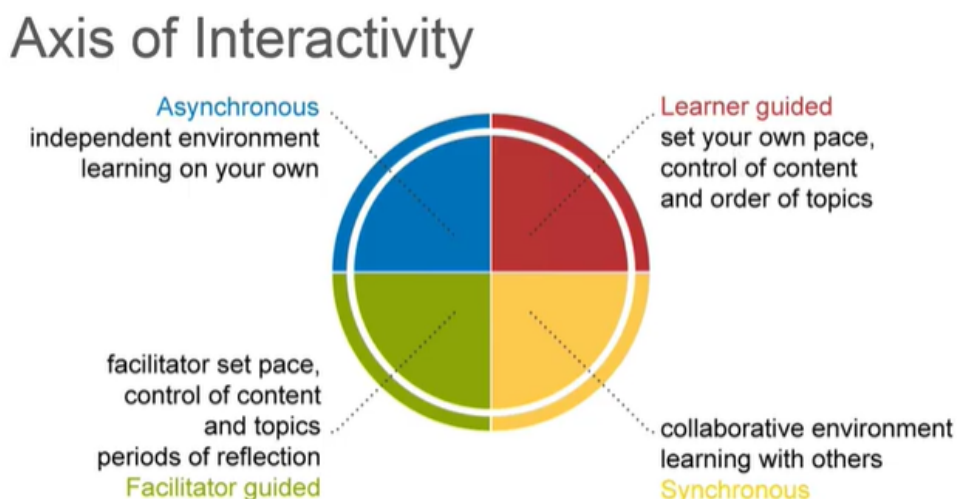 Axis of Interactivity
Asynchronous
independent environment
learning on your own
Learner guided
set your own pace,
control of content
and order of topics
facilitator set pace,
control of content
and topics
periods of reflection
Facilitator guided
collaborative environment
learning with others
Synchronous